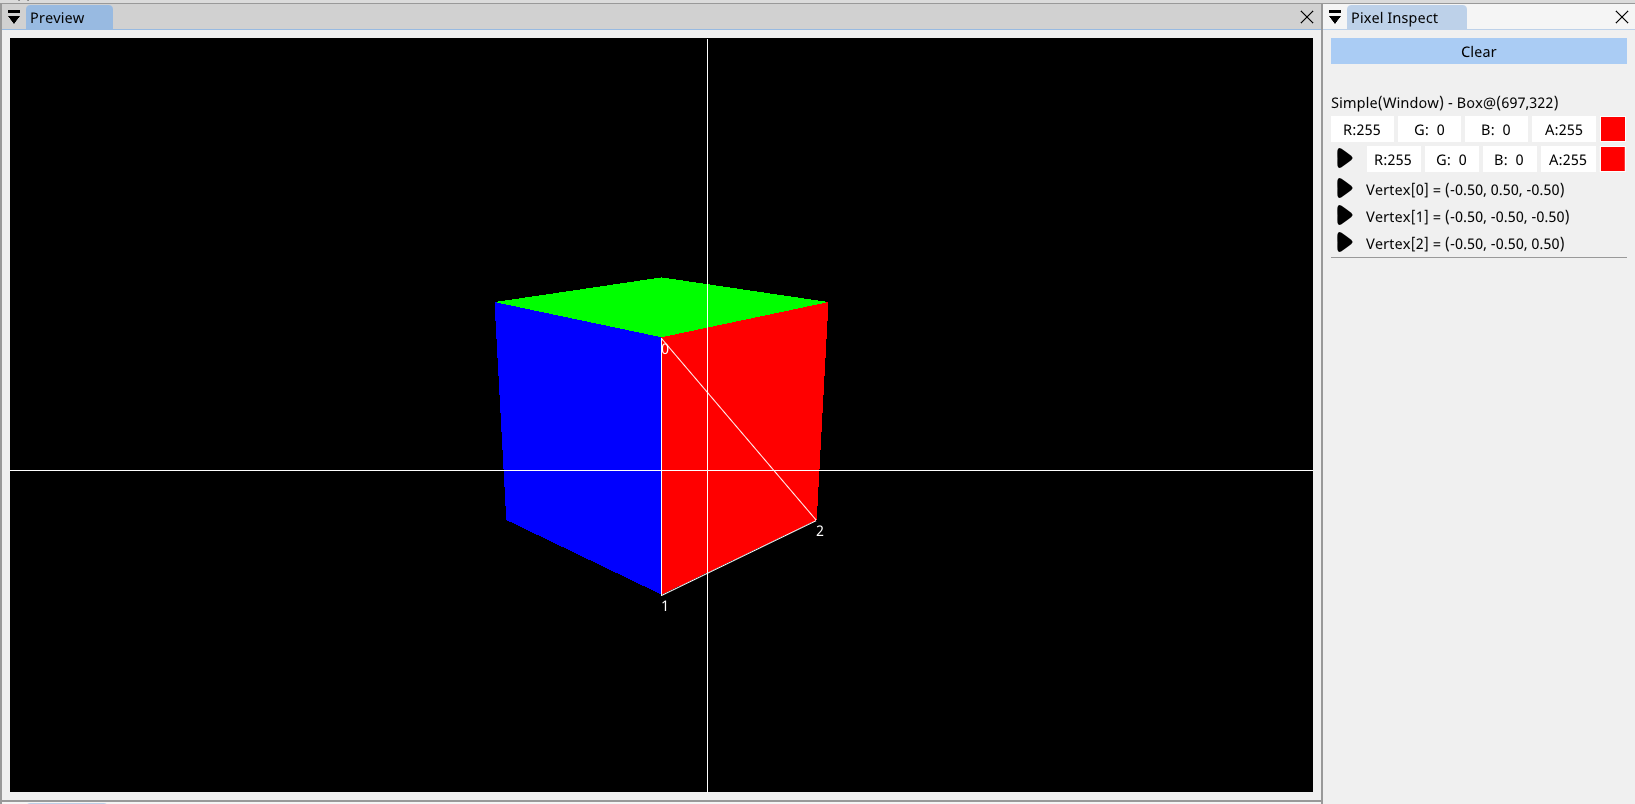 Preview
Pixel Inspect
Clear
Simple(Window) - Box@(697,322)
R:255 G: 0 B: 0 A:255
R:255 G: 0 B: 0 A:255
Vertex[0] = (-0.50, 0.50, -0.50)
Vertex[1] = (-0.50, -0.50, -0.50)
Vertex[2] = (-0.50, -0.50, 0.50)
0
2
1